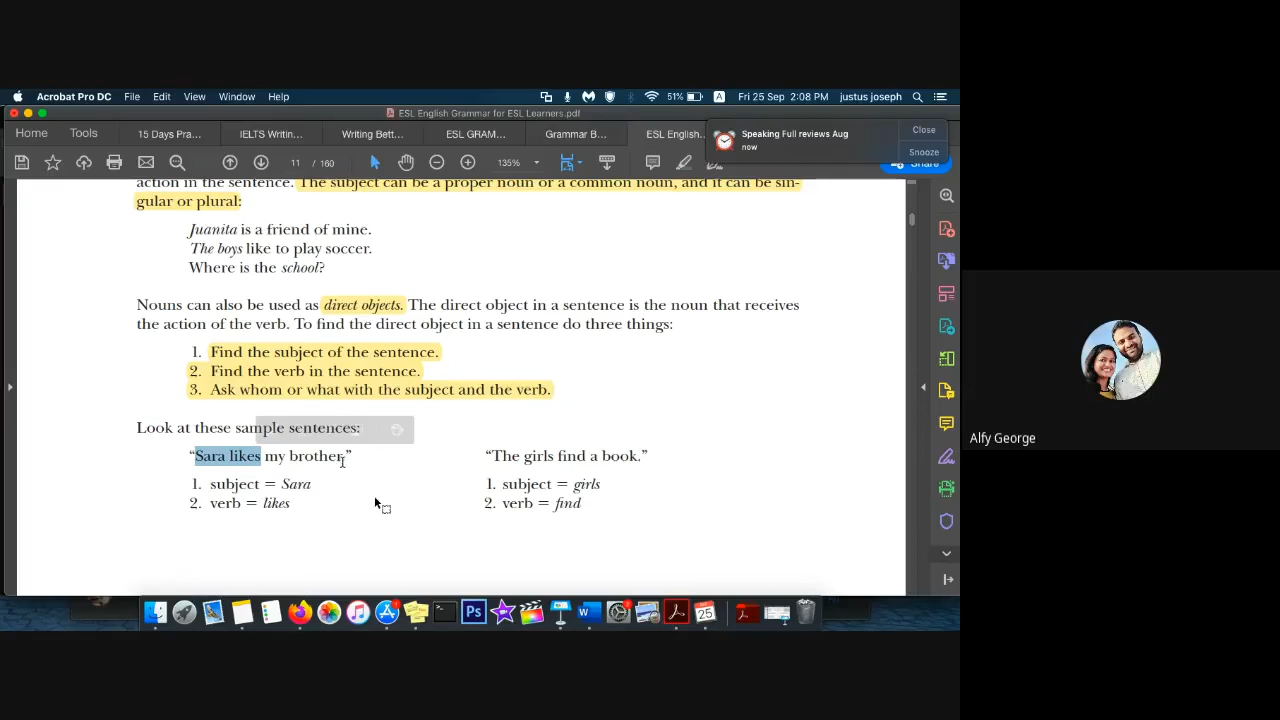 Acrobat Pro DC File Edit View Window Help 51% A Fri 25 Sep 2:08 PM justus joseph
ESL English Grammar for ESL Learners.pdf
Home Tools 15 Days Pra... IELTS Writin... Writing Bett... ESL GRAM... Grammar B... ESL English...
Speaking Full reviews Aug
now
Close
Snooze
11 / 160 135% Share
action in the sentence. The subject can be a proper noun or a common noun, and it can be sin-
gular or plural:
Juanita is a friend of mine.
The boys like to play soccer.
Where is the school?
Nouns can also be used as direct objects. The direct object in a sentence is the noun that receives
the action of the verb. To find the direct object in a sentence do three things:
1. Find the subject of the sentence.
2. Find the verb in the sentence.
3. Ask whom or what with the subject and the verb.
Look at these sample sentences:
“Sara likes my brother.” “The girls find a book.”
1. subject = Sara 1. subject = girls
2. verb = likes 2. verb = find
Alfy George
Ps W 25